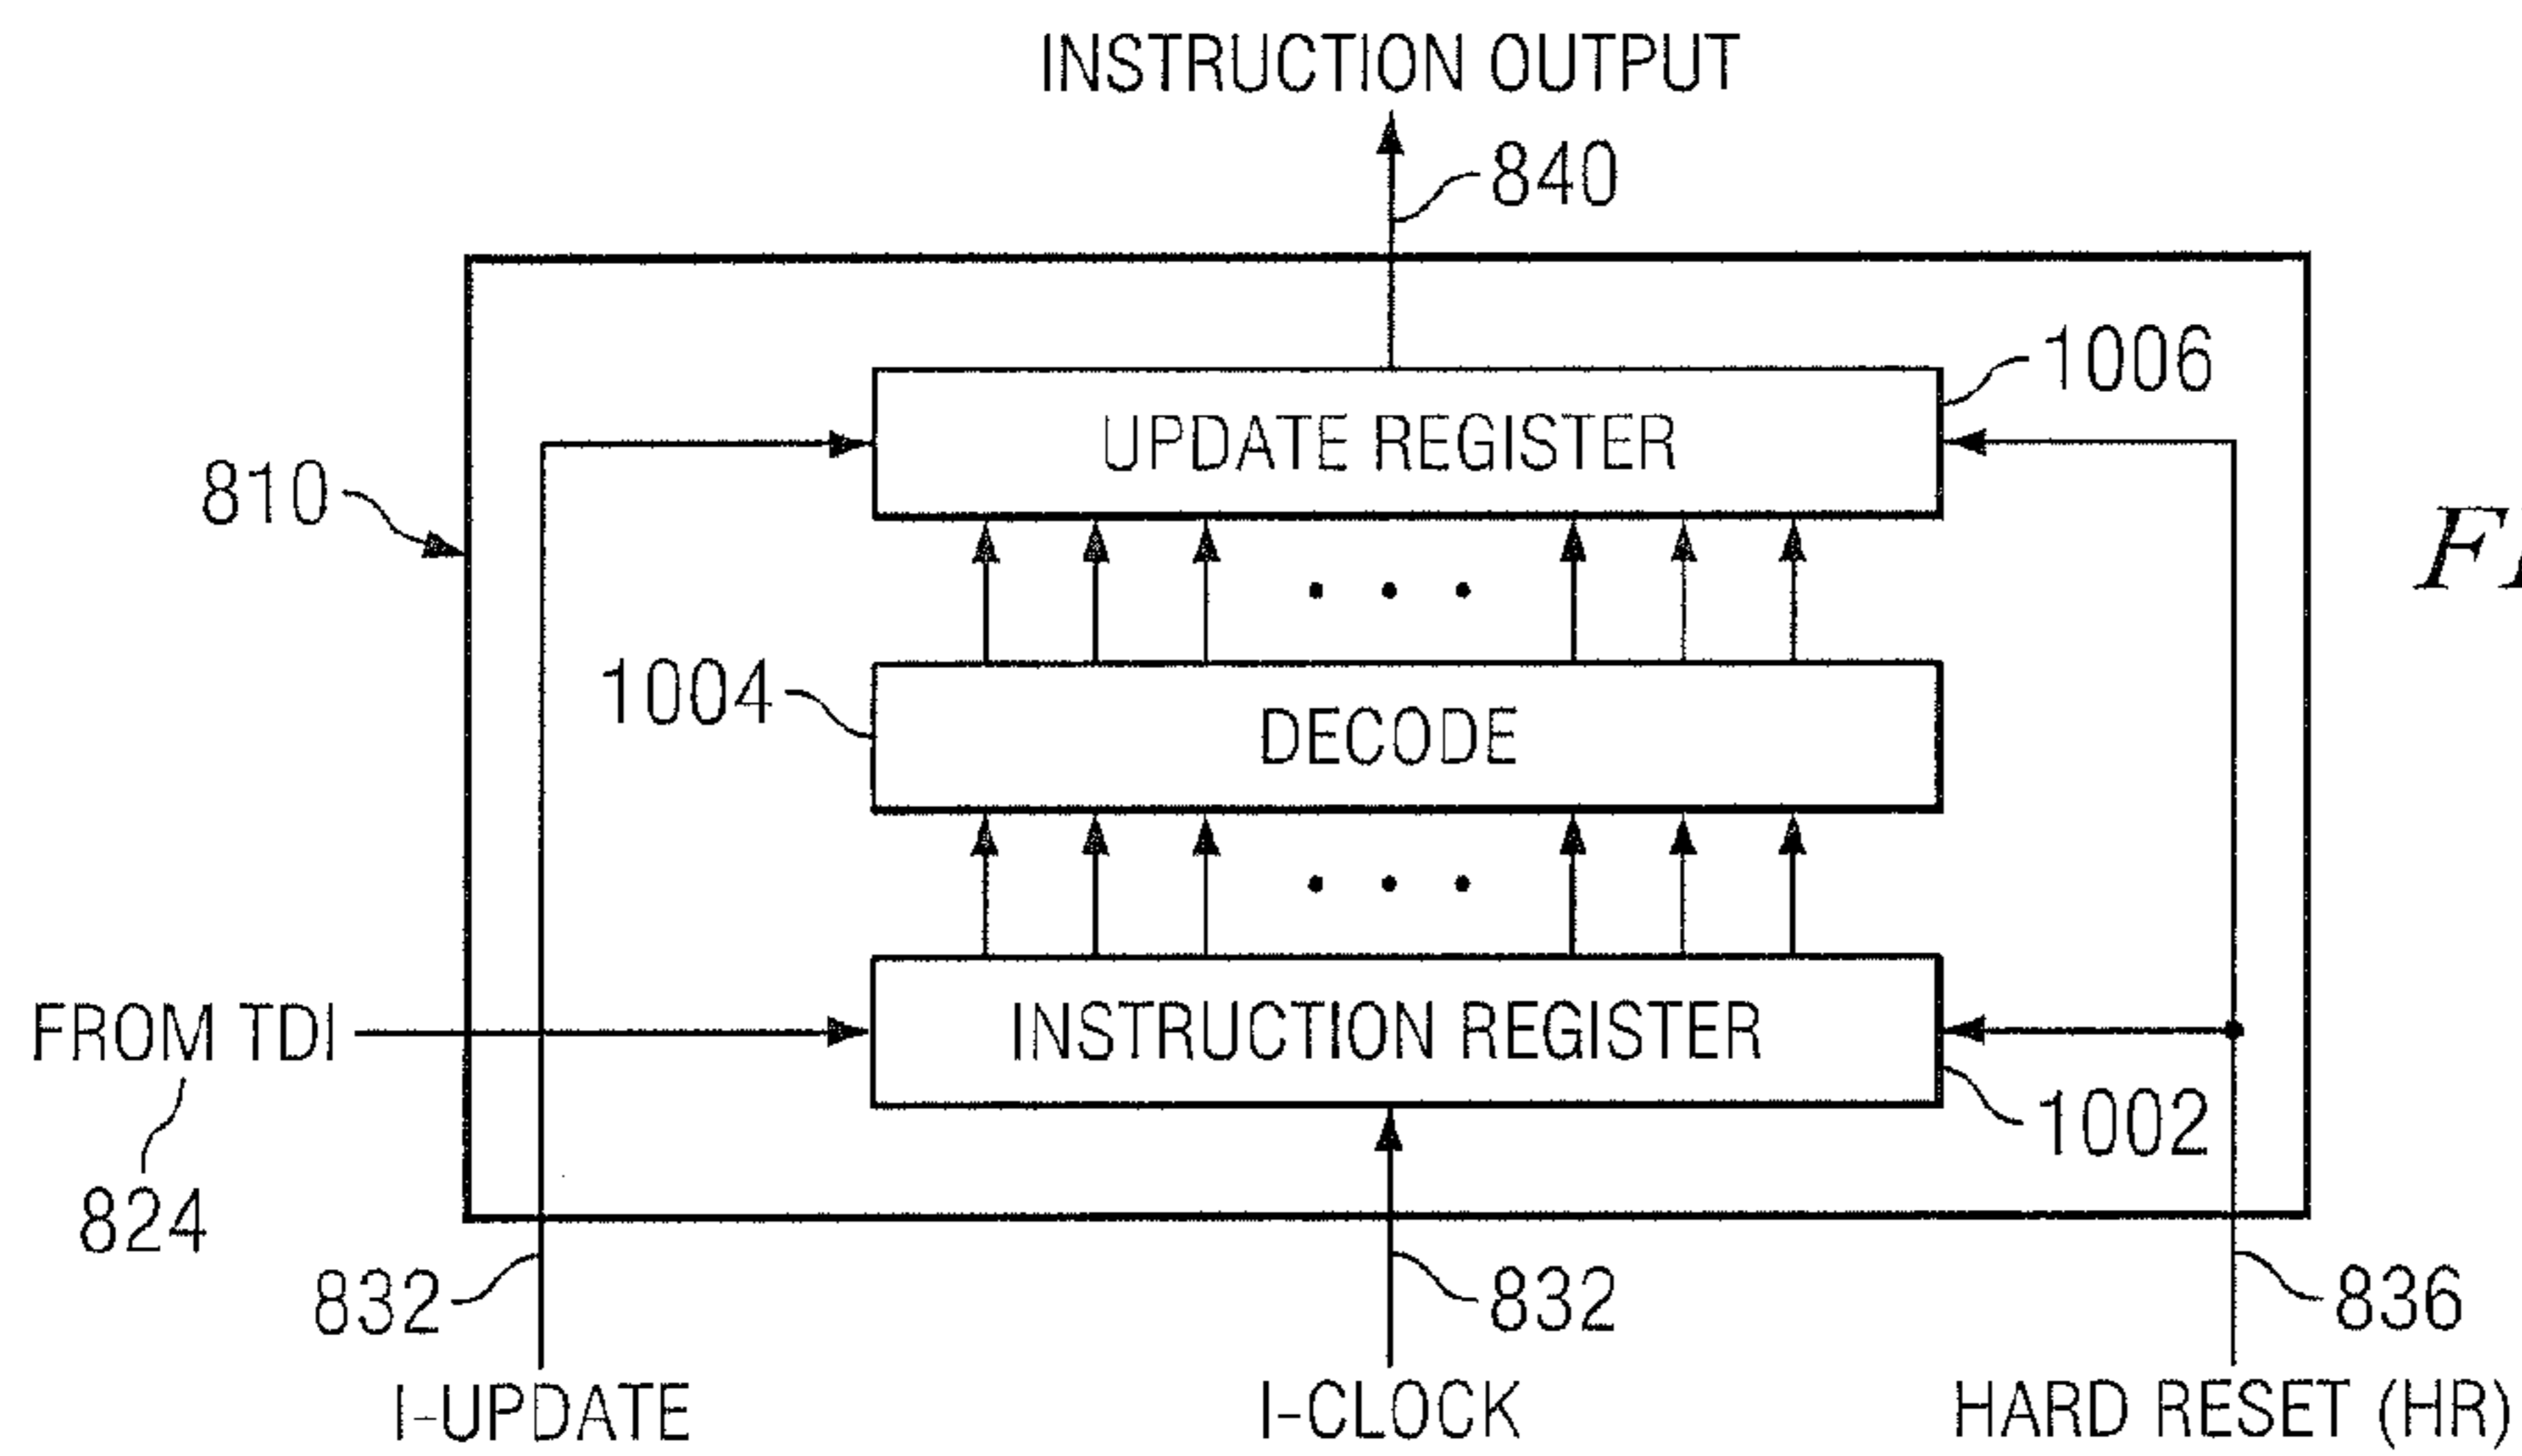 INSTRUCTION OUTPUT
840
1006
UPDATE REGISTER
810
1004
DECODE
FROM TDI
INSTRUCTION REGISTER
1002
824
832
832
836
I-UPDATE
I-CLOCK
HARD RESET (HR)